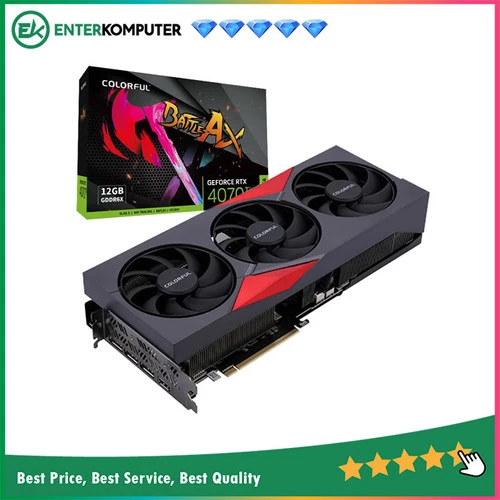 ENTERKOMPUTER
COLORFUL
BATTLE AX
GEFORCE RTX
4070
12GB
GDDR6X
COLORFUL
COLORFUL
COLORFUL
Best Price, Best Service, Best Quality